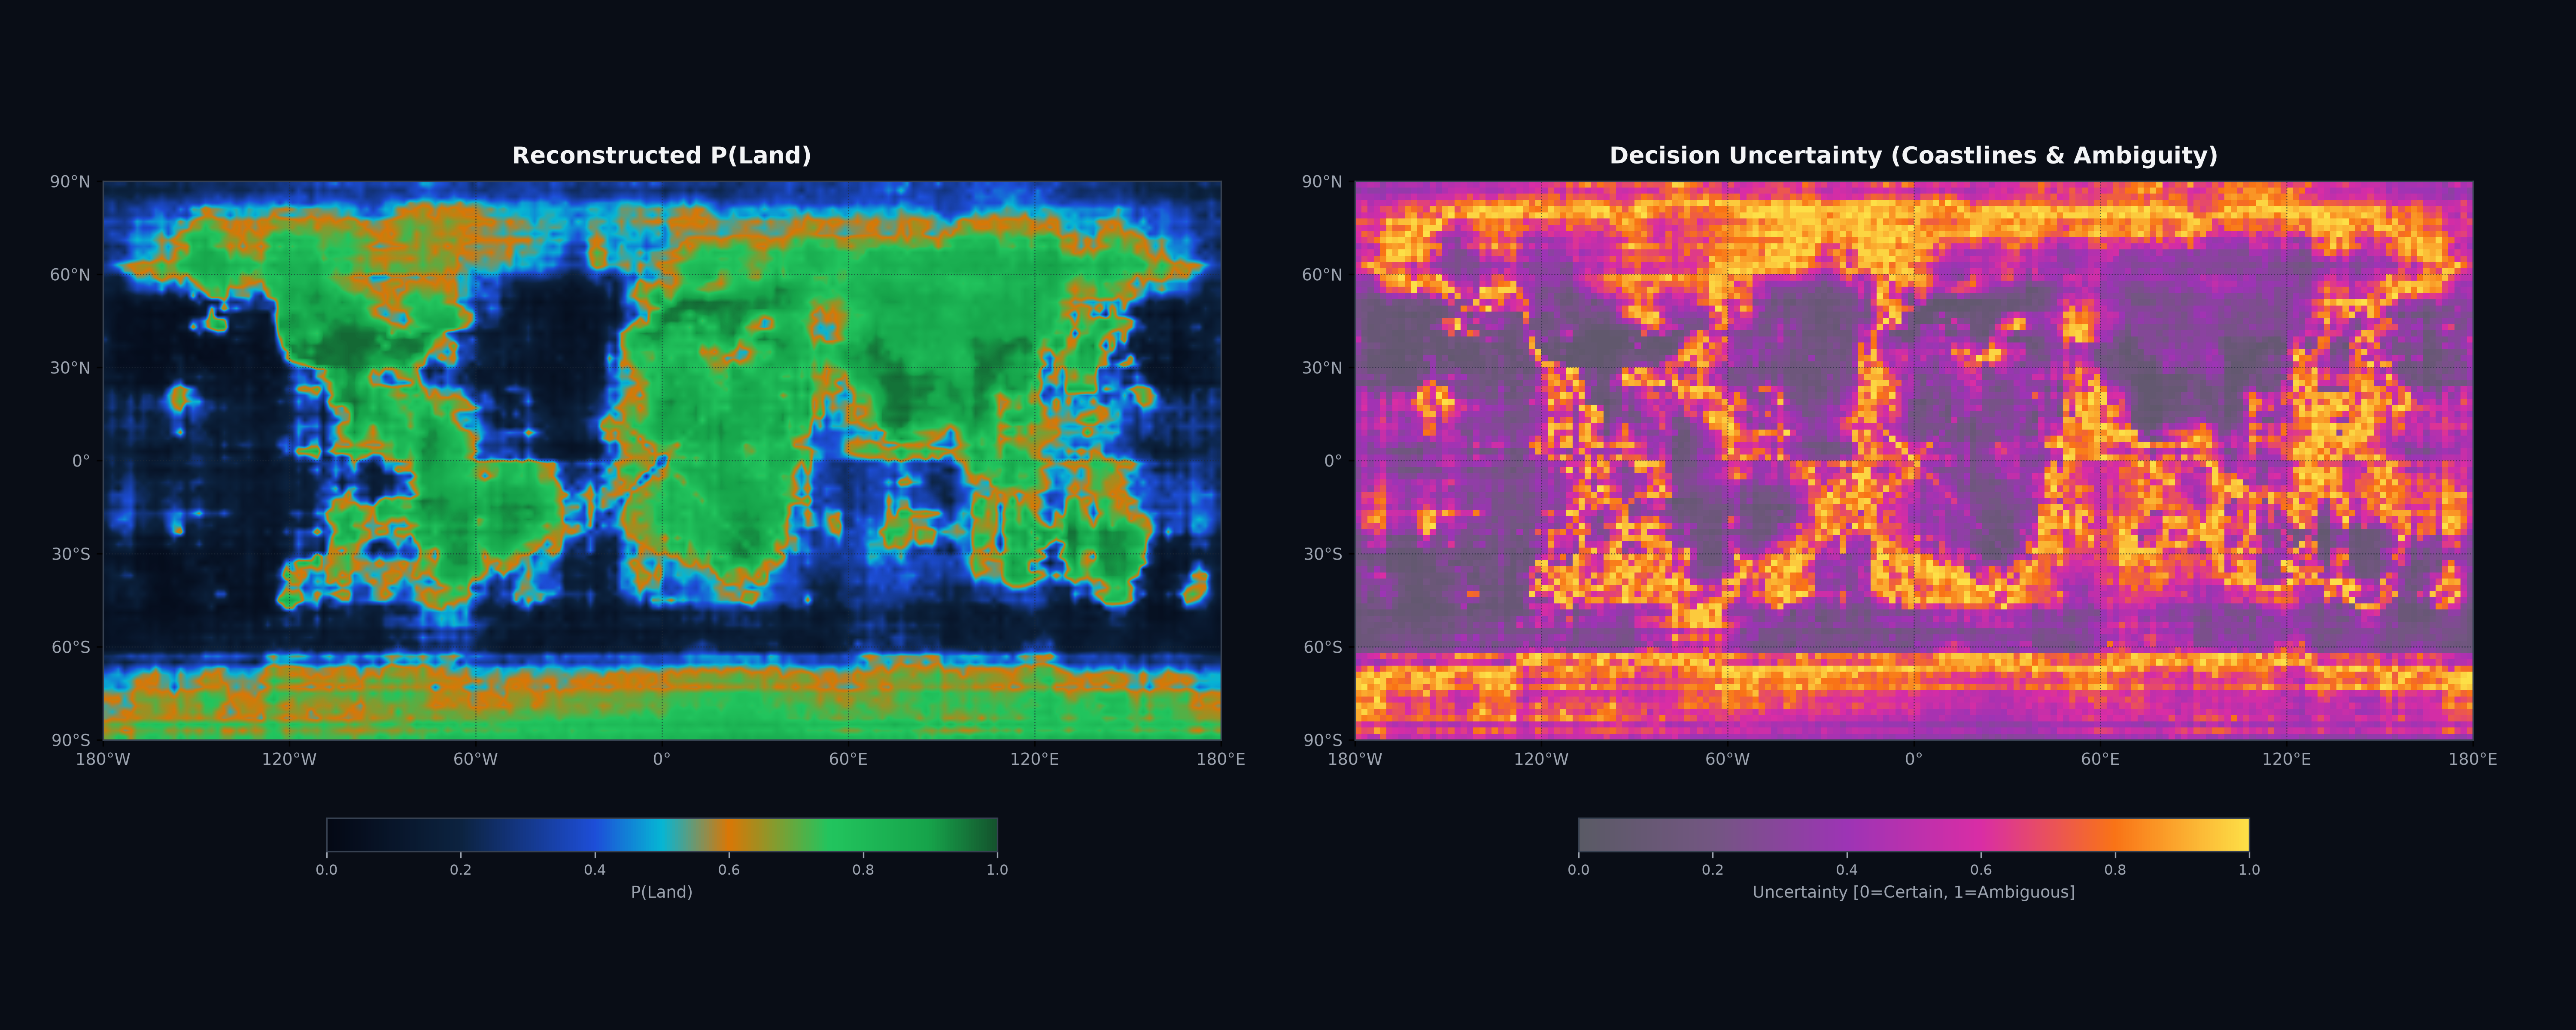 Reconstructed P(Land)
90°N
60°N
30°N
0°
30°S
60°S
90°S
180°W 120°W 60°W 0° 60°E 120°E 180°E
0.0 0.2 0.4 0.6 0.8 1.0
P(Land)
Decision Uncertainty (Coastlines & Ambiguity)
90°N
60°N
30°N
0°
30°S
60°S
90°S
180°W 120°W 60°W 0° 60°E 120°E 180°E
0.0 0.2 0.4 0.6 0.8 1.0
Uncertainty [0=Certain, 1=Ambiguous]